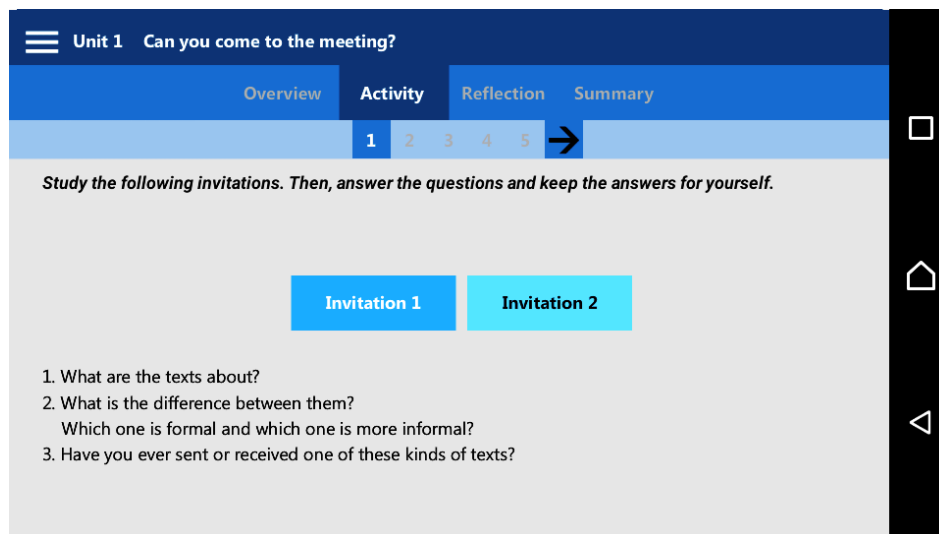 Unit 1 Can you come to the meeting?
Overview Activity Reflection Summary
1 2 3 4 5
Study the following invitations. Then, answer the questions and keep the answers for yourself.
Invitation 1 Invitation 2
1. What are the texts about?
2. What is the difference between them?
Which one is formal and which one is more informal?
3. Have you ever sent or received one of these kinds of texts?